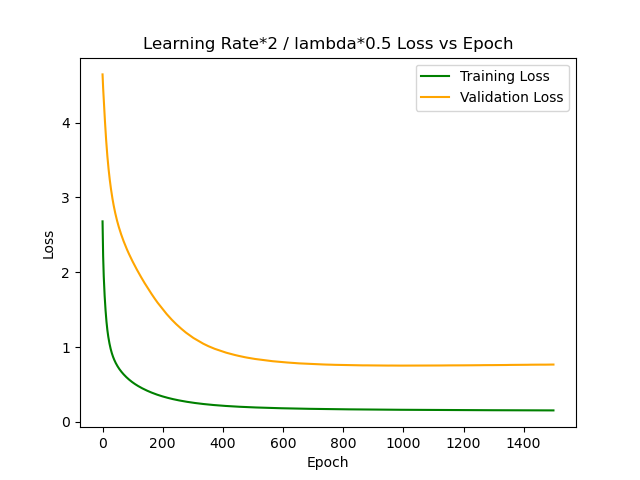 Learning Rate*2 / lambda*0.5 Loss vs Epoch
Training Loss
Validation Loss
Loss
4
3
2
1
0
0 200 400 600 800 1000 1200 1400
Epoch